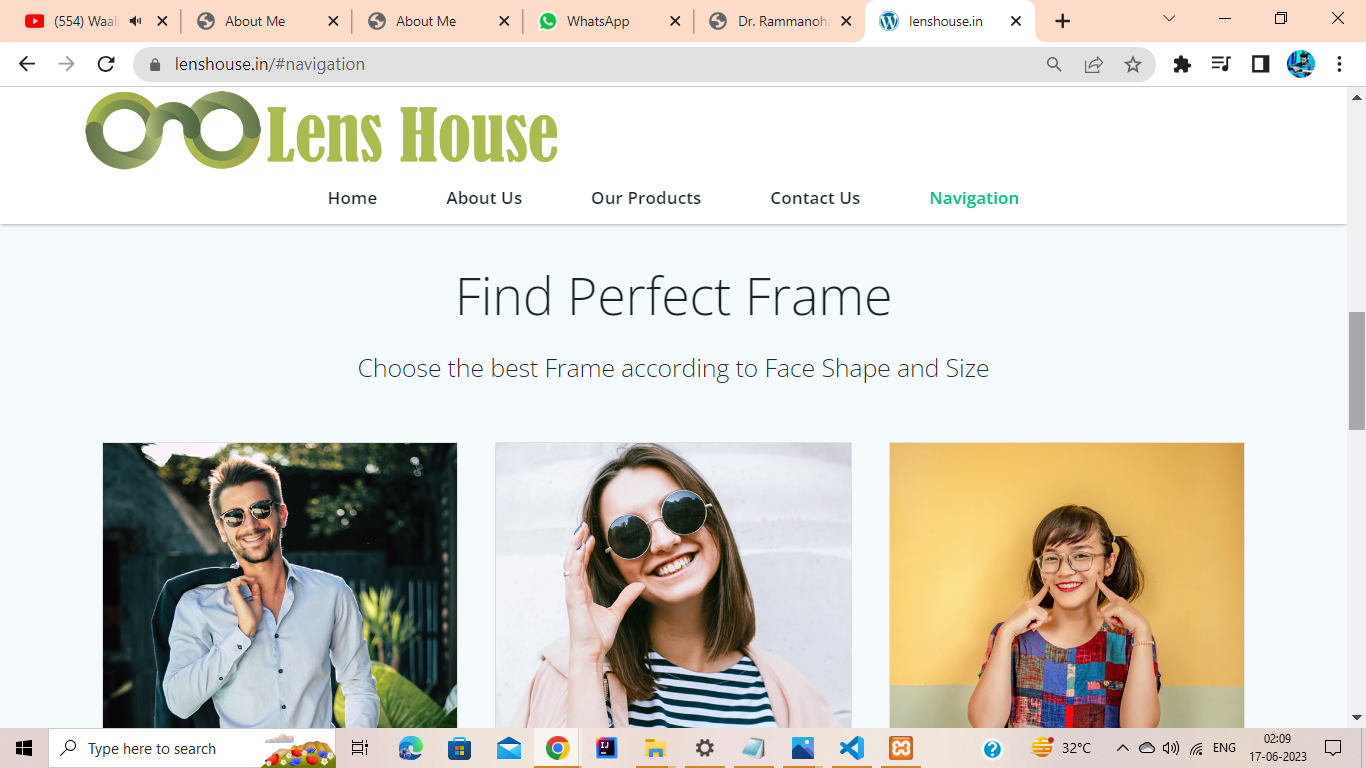 (554) Waali
About Me
About Me
WhatsApp
Dr. Rammanoha
lenshouse.in
lenshouse.in/#navigation
Lens House
Home About Us Our Products Contact Us Navigation
Find Perfect Frame
Choose the best Frame according to Face Shape and Size
Type here to search
32°C
ENG
02:09
17-06-2023